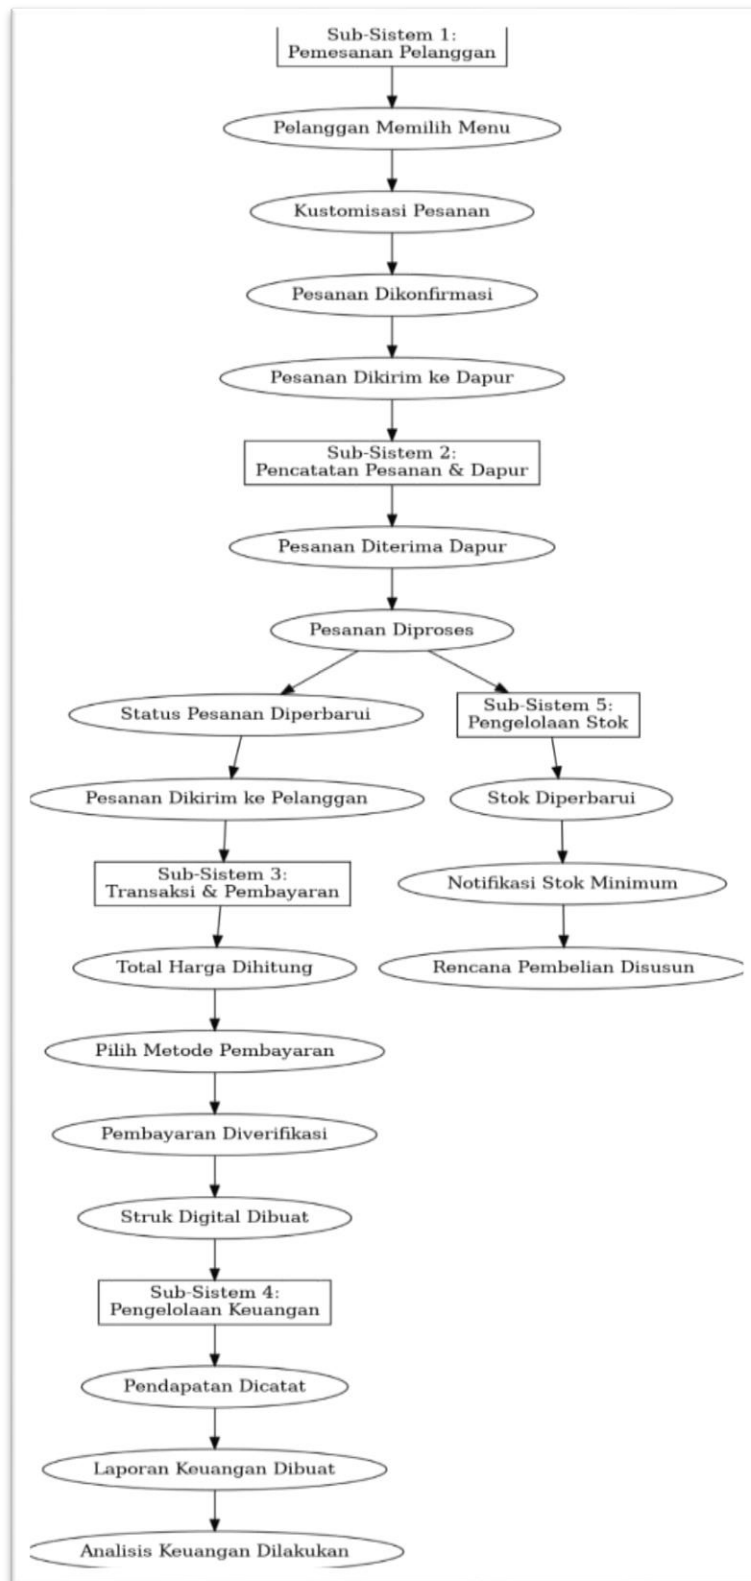 Sub-Sistem 1:
Pemesanan Pelanggan
Pelanggan Memilih Menu
Kustomisasi Pesanan
Pesanan Dikonfirmasi
Pesanan Dikirim ke Dapur
Sub-Sistem 2:
Pencatatan Pesanan & Dapur
Pesanan Diterima Dapur
Pesanan Diproses
Status Pesanan Diperbarui
Sub-Sistem 5:
Pengelolaan Stok
Pesanan Dikirim ke Pelanggan
Stok Diperbarui
Sub-Sistem 3:
Transaksi & Pembayaran
Notifikasi Stok Minimum
Total Harga Dihitung
Rencana Pembelian Disusun
Pilih Metode Pembayaran
Pembayaran Diverifikasi
Struk Digital Dibuat
Sub-Sistem 4:
Pengelolaan Keuangan
Pendapatan Dicatat
Laporan Keuangan Dibuat
Analisis Keuangan Dilakukan